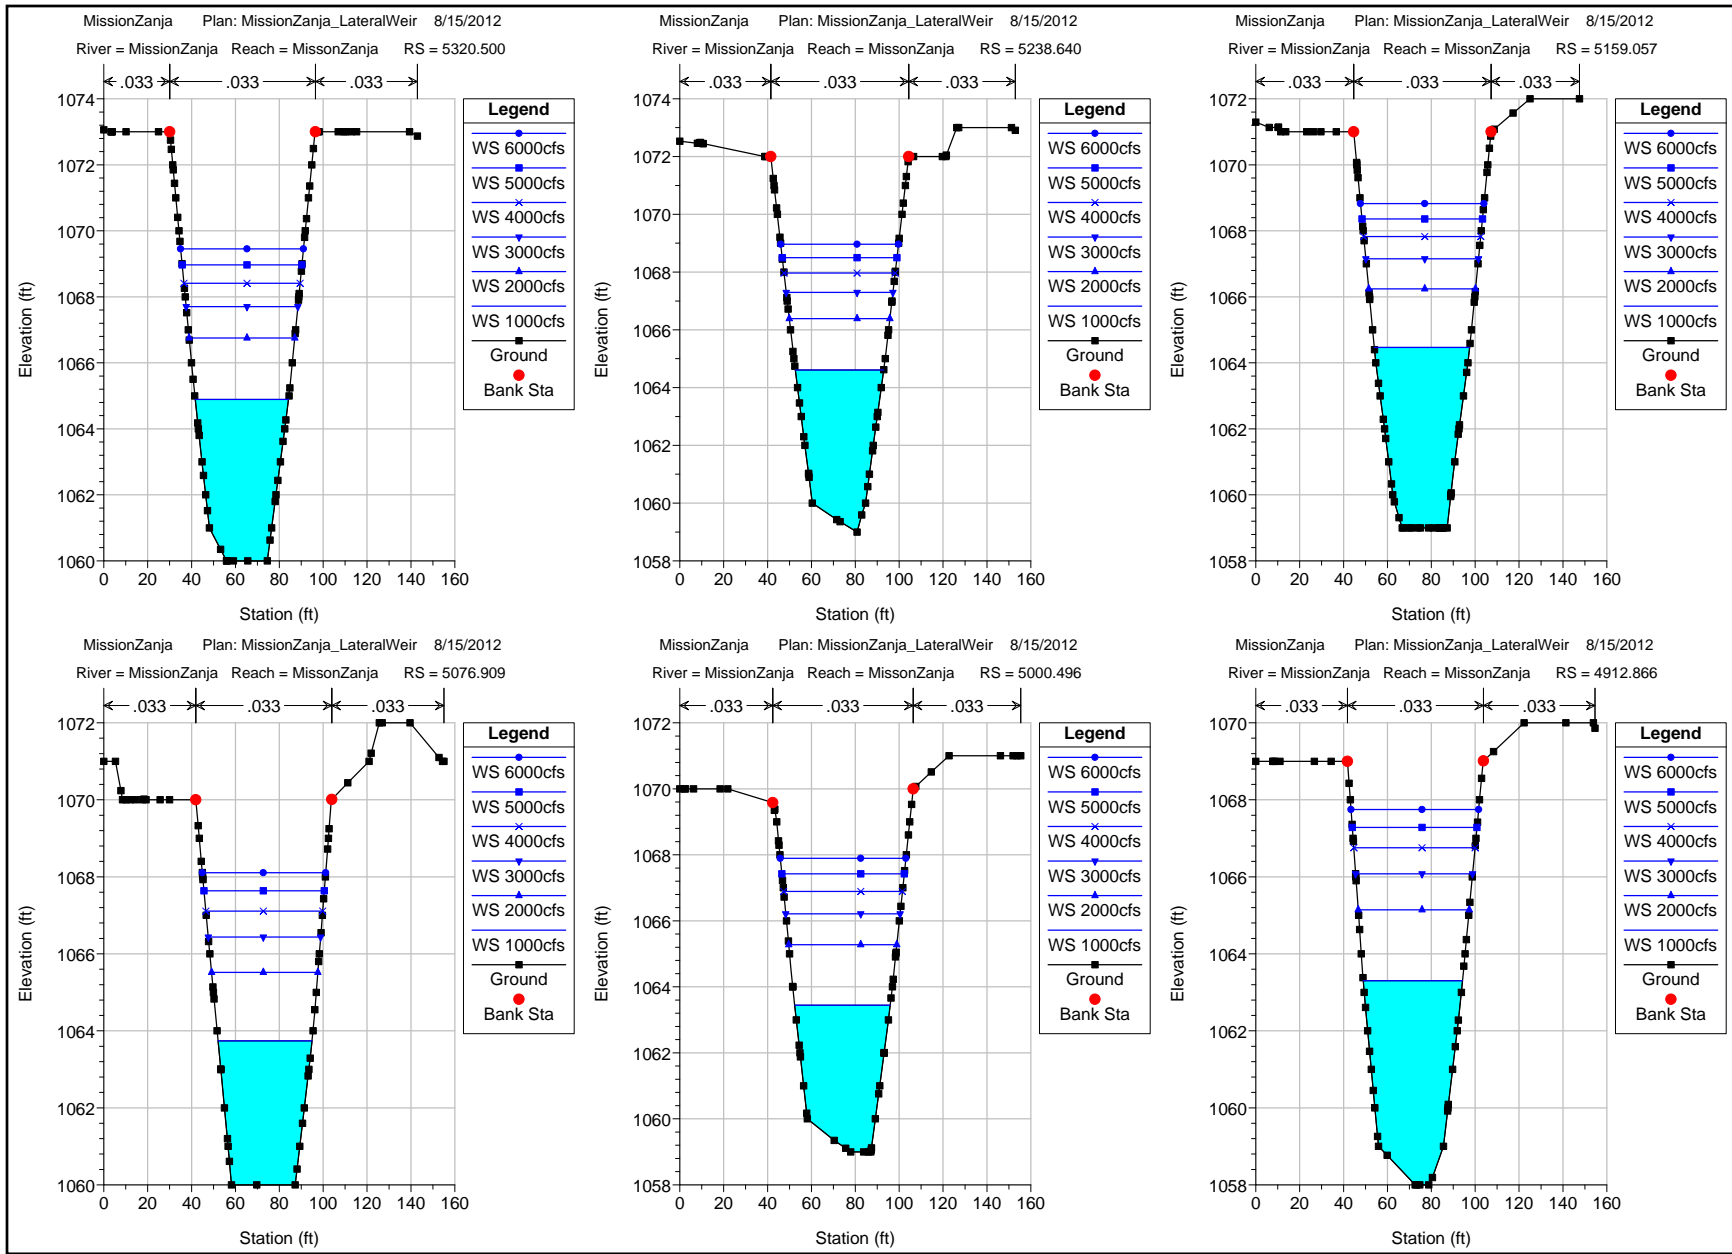 MissionZanja Plan: MissionZanja_LateralWeir 8/15/2012
River = MissionZanja Reach = MissonZanja RS = 5320.500
.033 .033 .033
1074
1072
1070
1068
1066
1064
1062
1060
Elevation (ft)
0 20 40 60 80 100 120 140 160
Station (ft)
Legend
WS 6000cfs
WS 5000cfs
WS 4000cfs
WS 3000cfs
WS 2000cfs
WS 1000cfs
Ground
Bank Sta
MissionZanja Plan: MissionZanja_LateralWeir 8/15/2012
River = MissionZanja Reach = MissonZanja RS = 5238.640
.033 .033 .033
1074
1072
1070
1068
1066
1064
1062
1060
1058
Elevation (ft)
0 20 40 60 80 100 120 140 160
Station (ft)
Legend
WS 6000cfs
WS 5000cfs
WS 4000cfs
WS 3000cfs
WS 2000cfs
WS 1000cfs
Ground
Bank Sta
MissionZanja Plan: MissionZanja_LateralWeir 8/15/2012
River = MissionZanja Reach = MissonZanja RS = 5159.057
.033 .033 .033
1072
1070
1068
1066
1064
1062
1060
1058
Elevation (ft)
0 20 40 60 80 100 120 140 160
Station (ft)
Legend
WS 6000cfs
WS 5000cfs
WS 4000cfs
WS 3000cfs
WS 2000cfs
WS 1000cfs
Ground
Bank Sta
MissionZanja Plan: MissionZanja_LateralWeir 8/15/2012
River = MissionZanja Reach = MissonZanja RS = 5076.909
.033 .033 .033
1072
1070
1068
1066
1064
1062
1060
Elevation (ft)
0 20 40 60 80 100 120 140 160
Station (ft)
Legend
WS 6000cfs
WS 5000cfs
WS 4000cfs
WS 3000cfs
WS 2000cfs
WS 1000cfs
Ground
Bank Sta
MissionZanja Plan: MissionZanja_LateralWeir 8/15/2012
River = MissionZanja Reach = MissonZanja RS = 5000.496
.033 .033 .033
1072
1070
1068
1066
1064
1062
1060
1058
Elevation (ft)
0 20 40 60 80 100 120 140 160
Station (ft)
Legend
WS 6000cfs
WS 5000cfs
WS 4000cfs
WS 3000cfs
WS 2000cfs
WS 1000cfs
Ground
Bank Sta
MissionZanja Plan: MissionZanja_LateralWeir 8/15/2012
River = MissionZanja Reach = MissonZanja RS = 4912.866
.033 .033 .033
1070
1068
1066
1064
1062
1060
1058
Elevation (ft)
0 20 40 60 80 100 120 140 160
Station (ft)
Legend
WS 6000cfs
WS 5000cfs
WS 4000cfs
WS 3000cfs
WS 2000cfs
WS 1000cfs
Ground
Bank Sta